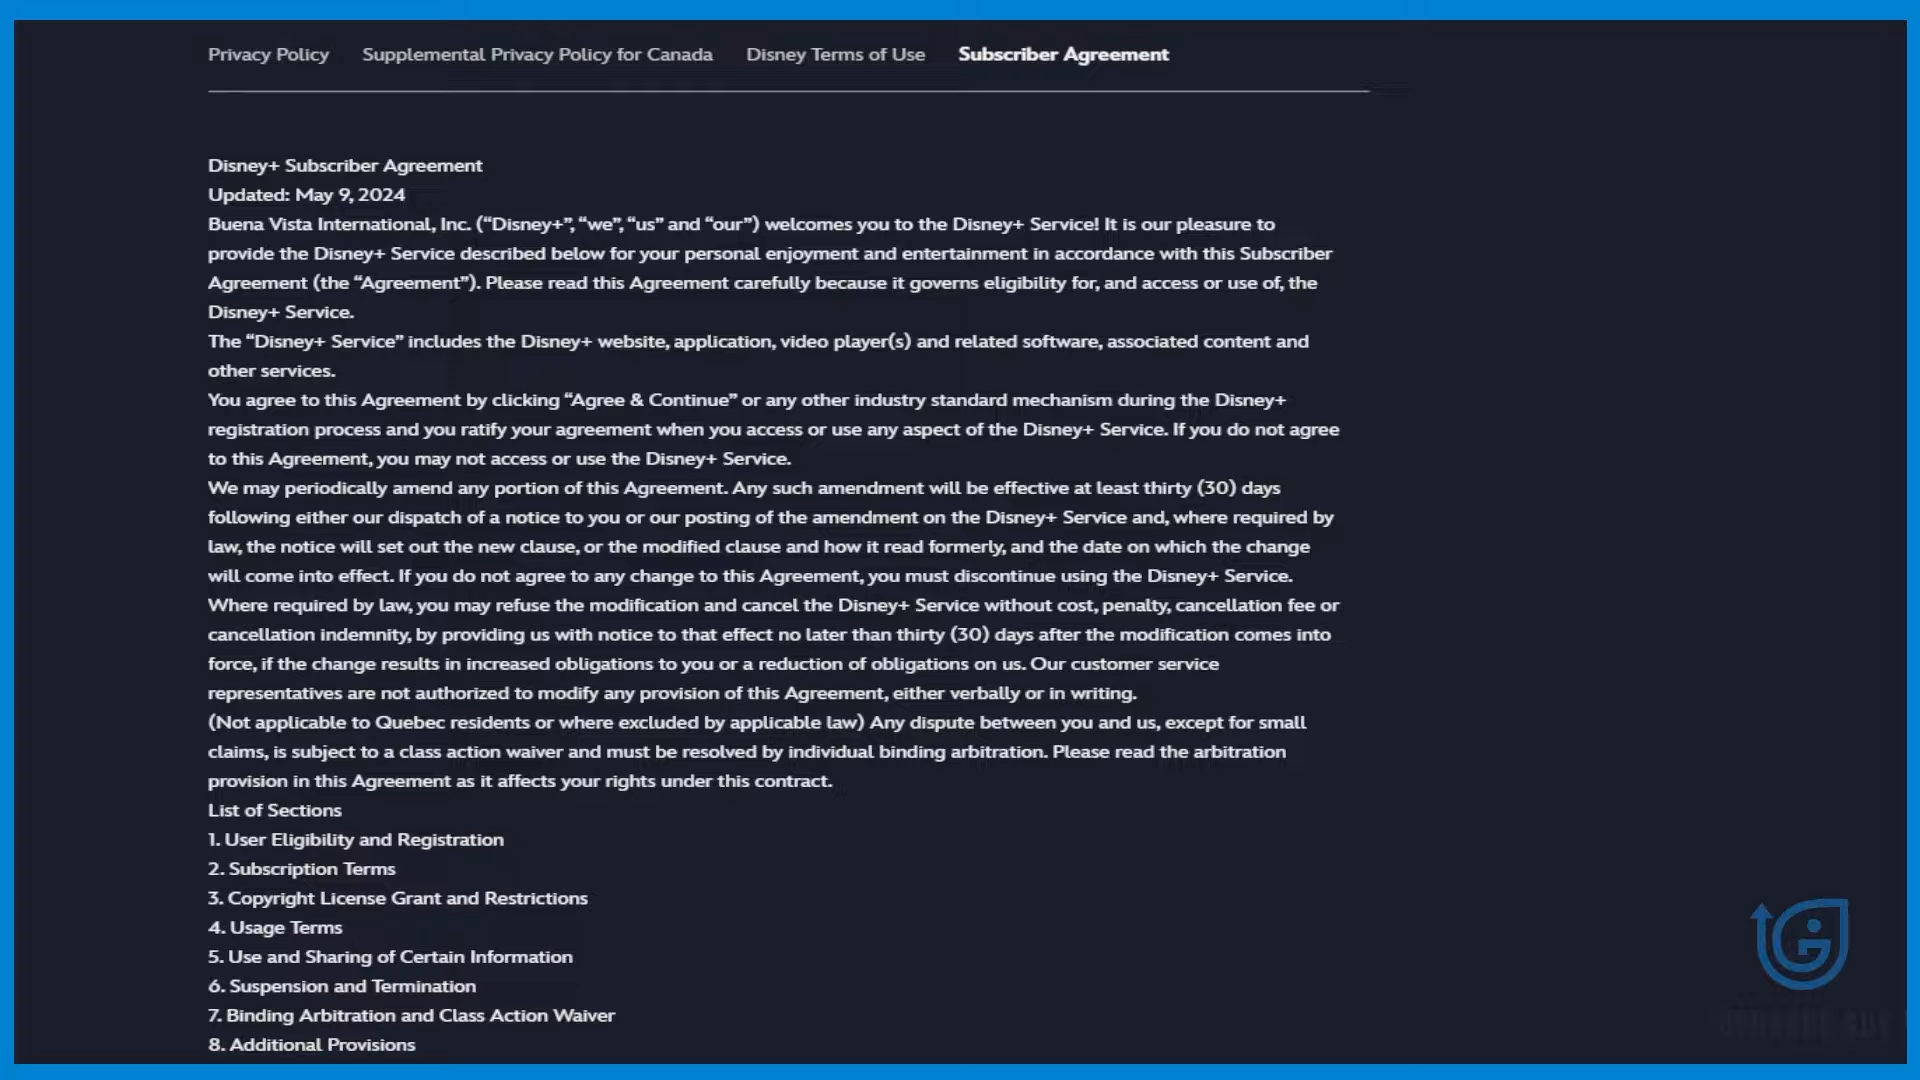 Privacy Policy Supplemental Privacy Policy for Canada Disney Terms of Use Subscriber Agreement
Disney+ Subscriber Agreement
Updated: May 9, 2024
Buena Vista International, Inc. (“Disney+”, “we”, “us” and “our”) welcomes you to the Disney+ Service! It is our pleasure to
provide the Disney+ Service described below for your personal enjoyment and entertainment in accordance with this Subscriber
Agreement (the “Agreement”). Please read this Agreement carefully because it governs eligibility for, and access or use of, the
Disney+ Service.
The “Disney+ Service” includes the Disney+ website, application, video player(s) and related software, associated content and
other services.
You agree to this Agreement by clicking “Agree & Continue” or any other industry standard mechanism during the Disney+
registration process and you ratify your agreement when you access or use any aspect of the Disney+ Service. If you do not agree
to this Agreement, you may not access or use the Disney+ Service.
We may periodically amend any portion of this Agreement. Any such amendment will be effective at least thirty (30) days
following either our dispatch of a notice to you or our posting of the amendment on the Disney+ Service and, where required by
law, the notice will set out the new clause, or the modified clause and how it read formerly, and the date on which the change
will come into effect. If you do not agree to any change to this Agreement, you must discontinue using the Disney+ Service.
Where required by law, you may refuse the modification and cancel the Disney+ Service without cost, penalty, cancellation fee or
cancellation indemnity, by providing us with notice to that effect no later than thirty (30) days after the modification comes into
force, if the change results in increased obligations to you or a reduction of obligations on us. Our customer service
representatives are not authorized to modify any provision of this Agreement, either verbally or in writing.
(Not applicable to Quebec residents or where excluded by applicable law) Any dispute between you and us, except for small
claims, is subject to a class action waiver and must be resolved by individual binding arbitration. Please read the arbitration
provision in this Agreement as it affects your rights under this contract.
List of Sections
1. User Eligibility and Registration
2. Subscription Terms
3. Copyright License Grant and Restrictions
4. Usage Terms
5. Use and Sharing of Certain Information
6. Suspension and Termination
7. Binding Arbitration and Class Action Waiver
8. Additional Provisions